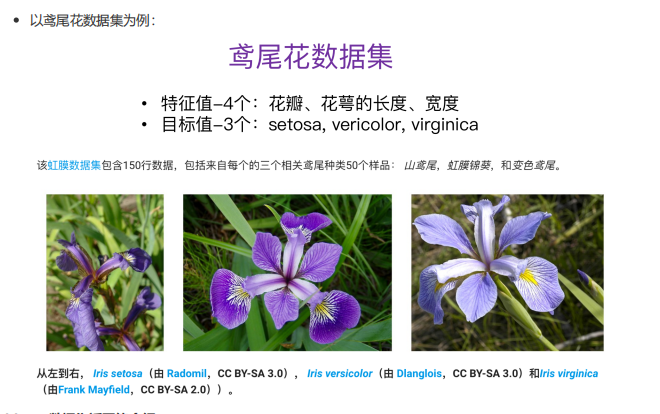 以鸢尾花数据集为例：
鸢尾花数据集
• 特征值-4个：花瓣、花萼的长度、宽度
• 目标值-3个：setosa, vericolor, virginica
该虹膜数据集包含150行数据，包括来自每个的三个相关鸢尾种类50个样品： 山鸢尾，虹膜锦葵，和变色鸢尾。
从左到右， Iris setosa（由 Radomil，CC BY-SA 3.0）， Iris versicolor（由 Dlanglois，CC BY-SA 3.0）和Iris virginica
（由Frank Mayfield，CC BY-SA 2.0））。